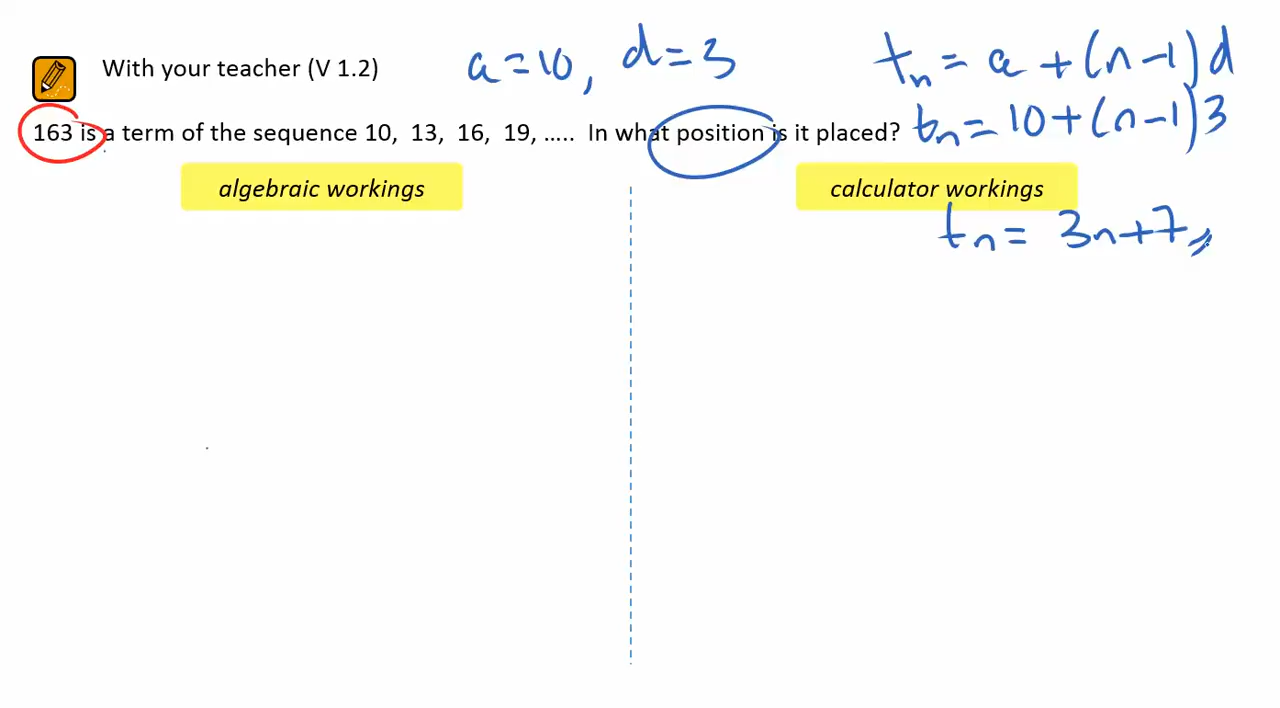 With your teacher (V 1.2) a = 10, d = 3 tn = a + (n-1)d
163 is a term of the sequence 10, 13, 16, 19, ..... In what position is it placed? tn = 10 + (n-1)3
algebraic workings calculator workings
tn = 3n+7